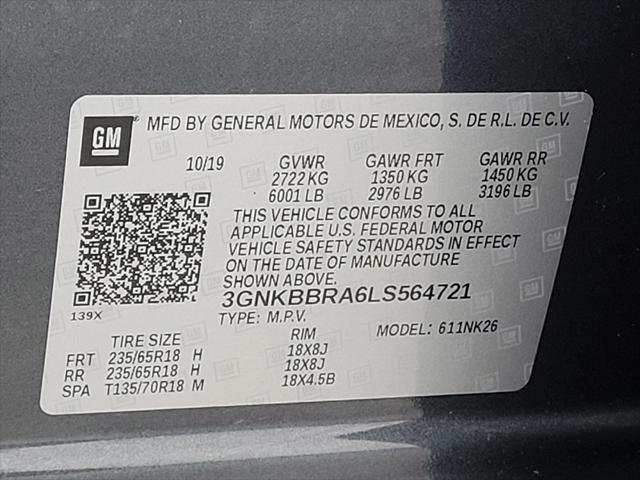 GM ® MFD BY GENERAL MOTORS DE MEXICO, S. DE R.L. DE C.V.
10/19 GVWR GAWR FRT GAWR RR
2722 KG 1350 KG 1450 KG
6001 LB 2976 LB 3196 LB
THIS VEHICLE CONFORMS TO ALL
APPLICABLE U.S. FEDERAL MOTOR
VEHICLE SAFETY STANDARDS IN EFFECT
ON THE DATE OF MANUFACTURE
SHOWN ABOVE.
3GNKBBRA6LS564721
139X TYPE: M.P.V. MODEL: 611NK26
TIRE SIZE RIM
FRT 235/65R18 H 18X8J
RR 235/65R18 H 18X8J
SPA T135/70R18 M 18X4.5B